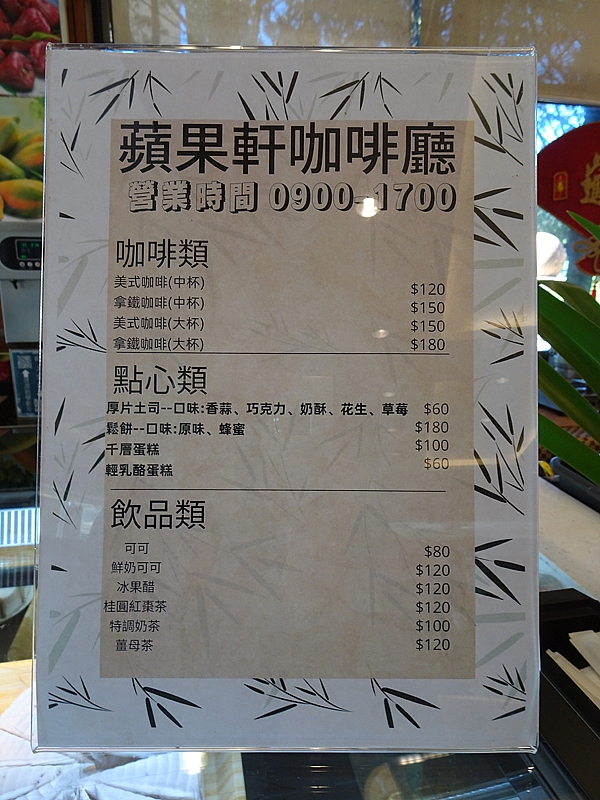 蘋果軒咖啡廳
營業時間 0900-1700
咖啡類
美式咖啡(中杯) $120
拿鐵咖啡(中杯) $150
美式咖啡(大杯) $150
拿鐵咖啡(大杯) $180
點心類
厚片土司--口味:香蒜、巧克力、奶酥、花生、草莓 $60
鬆餅--口味:原味、蜂蜜 $180
千層蛋糕 $100
輕乳酪蛋糕 $60
飲品類
可可 $80
鮮奶可可 $120
冰果醋 $120
桂圓紅棗茶 $120
特調奶茶 $100
薑母茶 $120